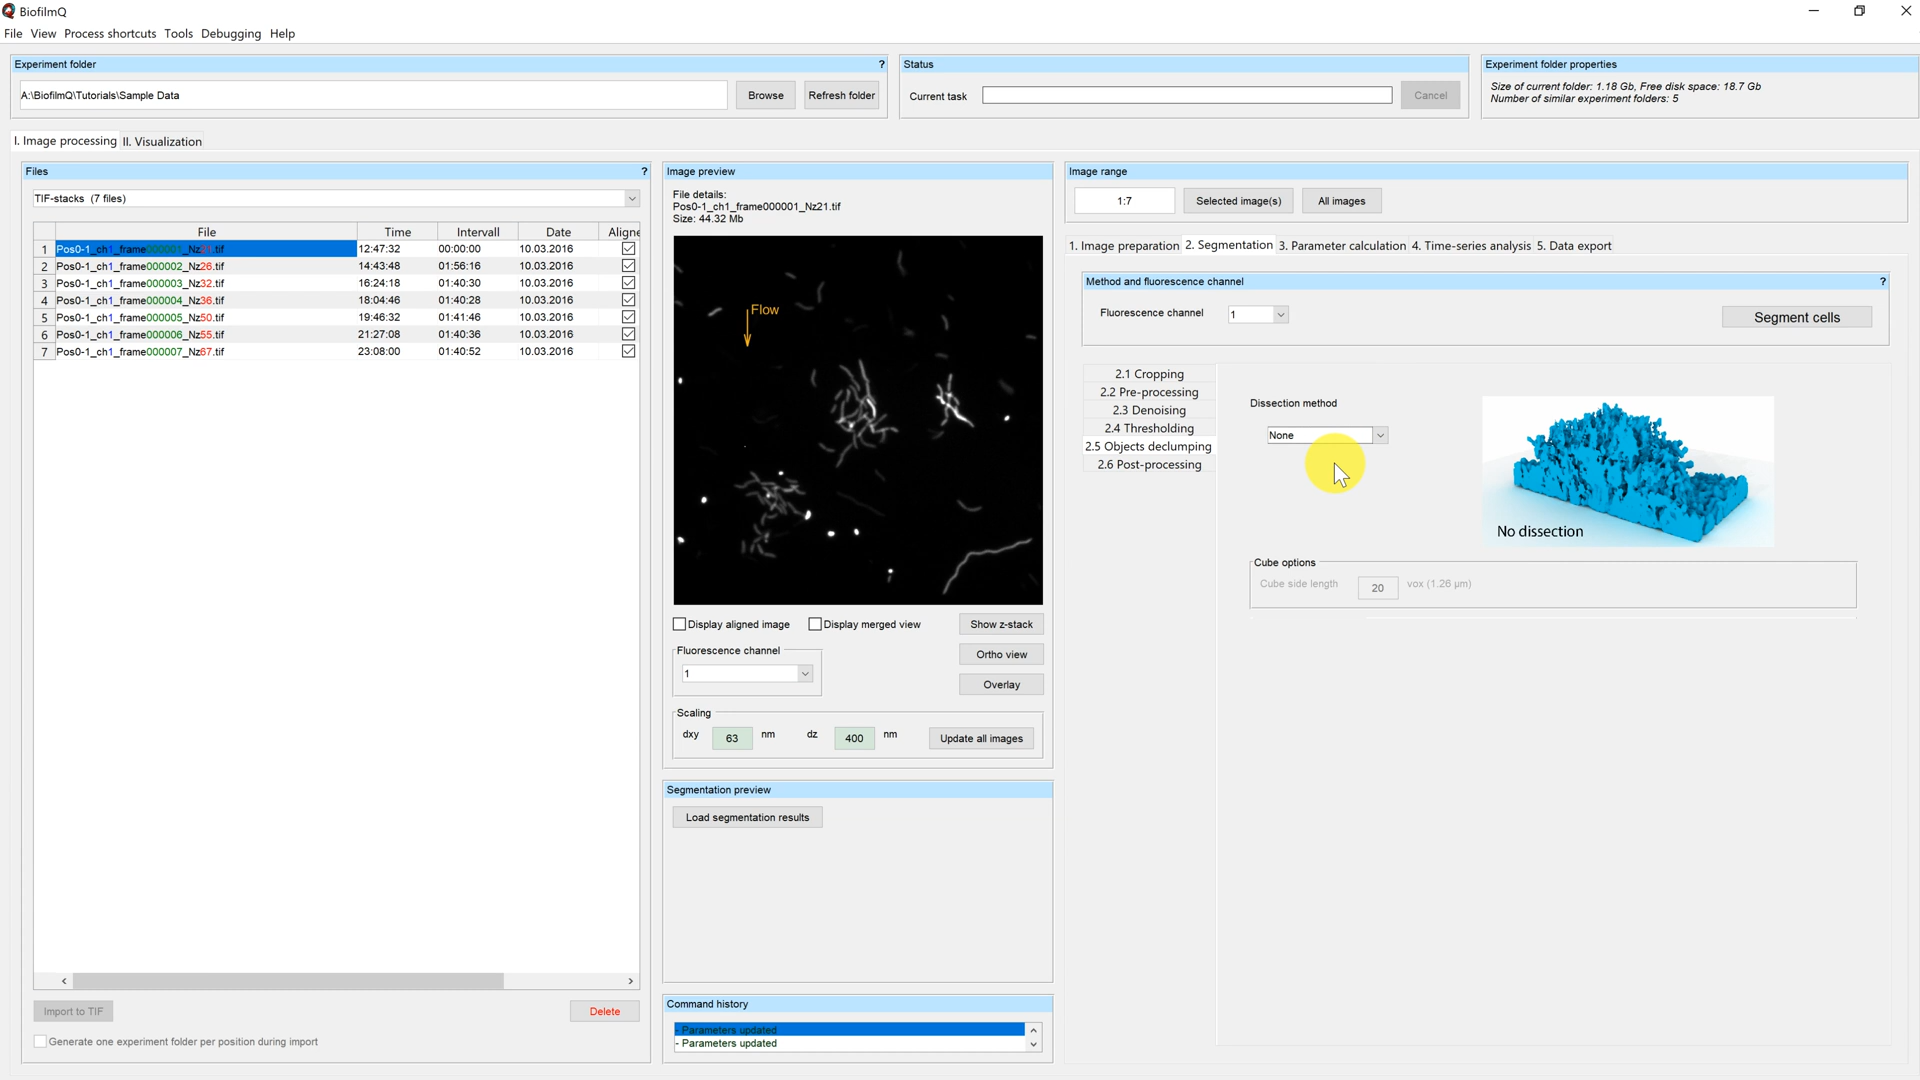 BiofilmQ
File View Process shortcuts Tools Debugging Help
Experiment folder ?
A:\BiofilmQ\Tutorials\Sample Data
Browse
Refresh folder
Status
Current task
Cancel
Experiment folder properties
Size of current folder: 1.18 Gb, Free disk space: 18.7 Gb
Number of similar experiment folders: 5
I. Image processing II. Visualization
Files ?
TIF-stacks (7 files)
File Time Intervall Date Aligne
1 Pos0-1_ch1_frame000001_Nz21.tif 12:47:32 00:00:00 10.03.2016
2 Pos0-1_ch1_frame000002_Nz26.tif 14:43:48 01:56:16 10.03.2016
3 Pos0-1_ch1_frame000003_Nz32.tif 16:24:18 01:40:30 10.03.2016
4 Pos0-1_ch1_frame000004_Nz36.tif 18:04:46 01:40:28 10.03.2016
5 Pos0-1_ch1_frame000005_Nz50.tif 19:46:32 01:41:46 10.03.2016
6 Pos0-1_ch1_frame000006_Nz55.tif 21:27:08 01:40:36 10.03.2016
7 Pos0-1_ch1_frame000007_Nz67.tif 23:08:00 01:40:52 10.03.2016
Import to TIF
Delete
Generate one experiment folder per position during import
Image preview
File details:
Pos0-1_ch1_frame000001_Nz21.tif
Size: 44.32 Mb
Flow
Display aligned image
Display merged view
Show z-stack
Fluorescence channel
1
Ortho view
Overlay
Scaling
dxy 63 nm dz 400 nm
Update all images
Segmentation preview
Load segmentation results
Command history
- Parameters updated
- Parameters updated
Image range
1:7
Selected image(s)
All images
1. Image preparation 2. Segmentation 3. Parameter calculation 4. Time-series analysis 5. Data export
Method and fluorescence channel ?
Fluorescence channel 1
Segment cells
2.1 Cropping
2.2 Pre-processing
2.3 Denoising
2.4 Thresholding
2.5 Objects declumping
2.6 Post-processing
Dissection method
None
No dissection
Cube options
Cube side length 20 vox (1.26 µm)